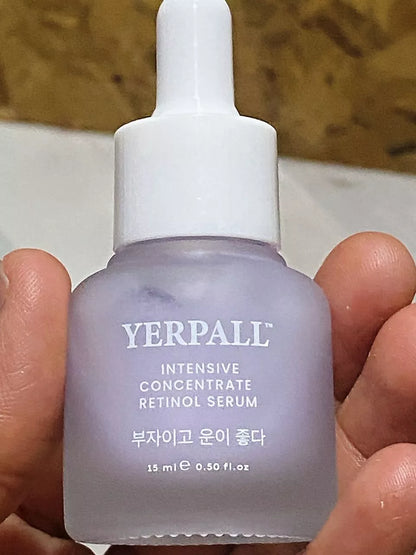 YERPALL™
INTENSIVE
CONCENTRATE
RETINOL SERUM
부자이고 운이 좋다
15 ml ℮ 0.50 fl.oz